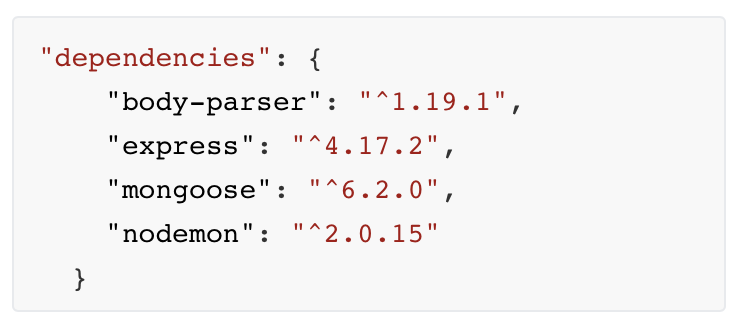 "dependencies": {
"body-parser": "^1.19.1",
"express": "^4.17.2",
"mongoose": "^6.2.0",
"nodemon": "^2.0.15"
}